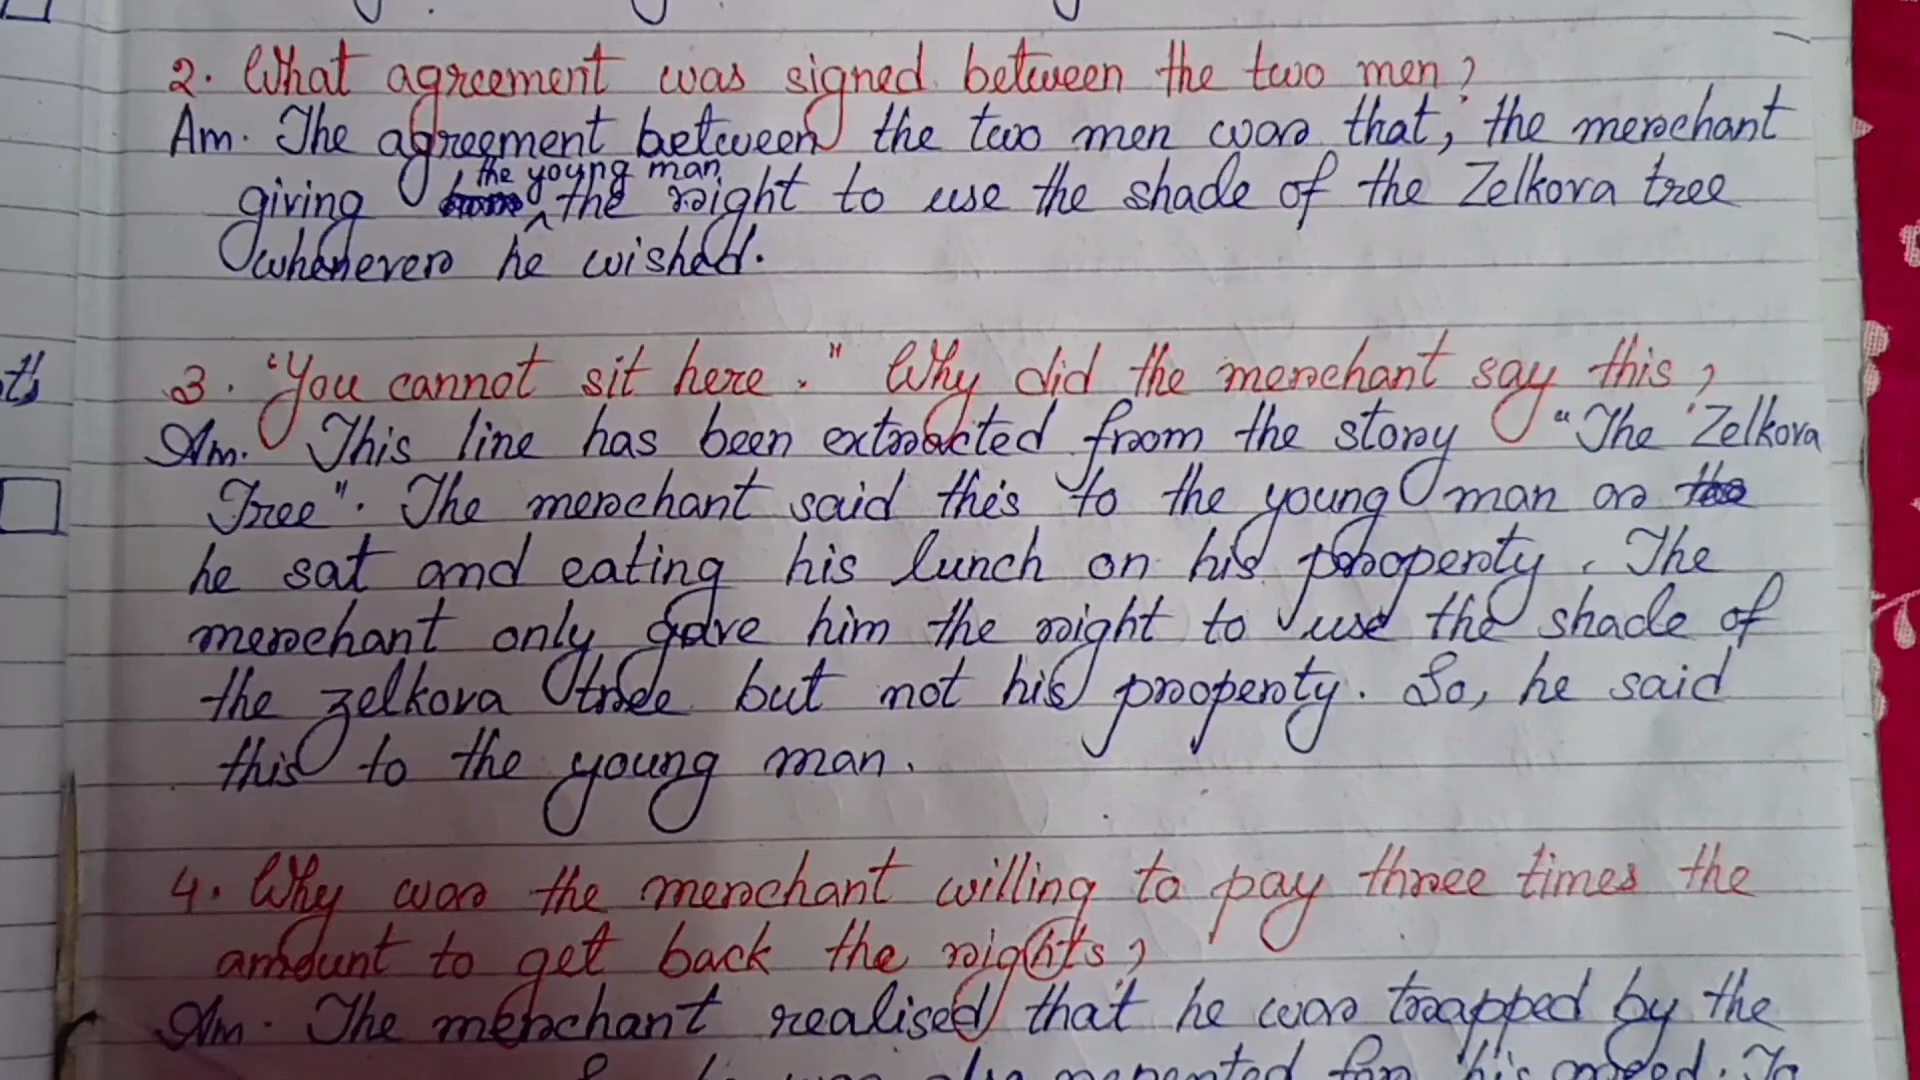 2. What agreement was signed between the two men?
Ans. The agreement between the two men was that, the merchant
giving the young man the right to use the shade of the Zelkova tree
whenever he wished.
ts
3. "You cannot sit here." Why did the merchant say this?
Ans. This line has been extracted from the story "The Zelkova
Tree". The merchant said this to the young man as
he sat and eating his lunch on his property. The
merchant only gave him the right to use the shade of
the zelkova tree but not his property. So, he said
this to the young man.
4. Why was the merchant willing to pay three times the
amount to get back the rights?
Ans. The merchant realised that he was trapped by the
repented for his greed. To